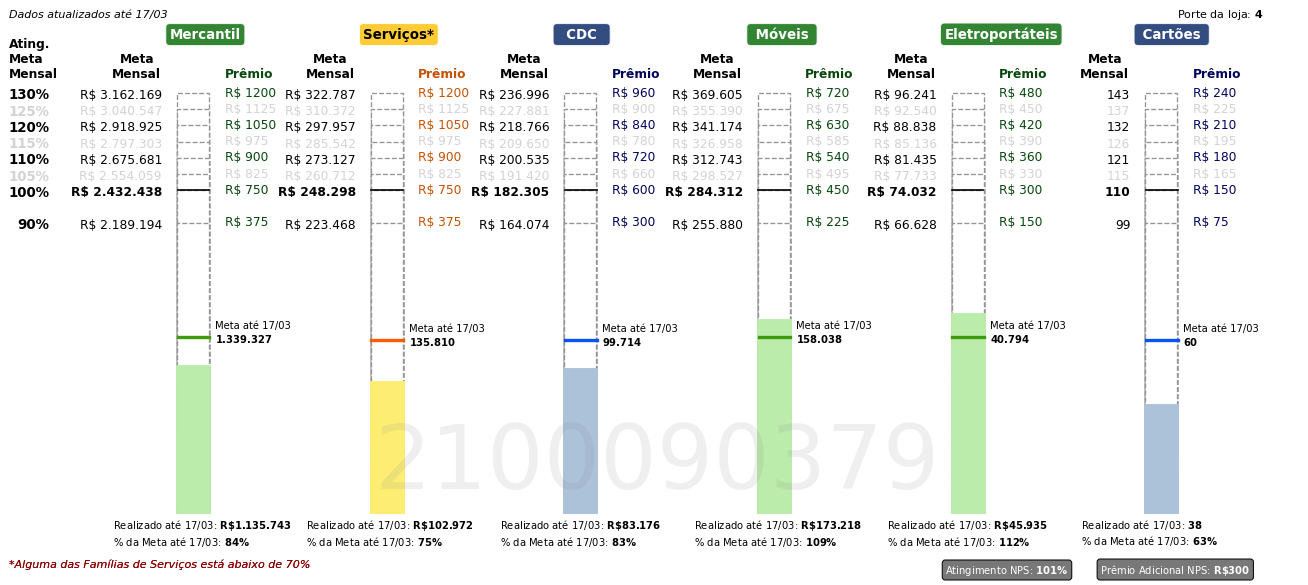 Dados atualizados até 17/03
Porte da loja: 4
Mercantil Serviços* CDC Móveis Eletroportáteis Cartões
Ating. Meta Mensal
Meta Mensal Prêmio Meta Mensal Prêmio Meta Mensal Prêmio Meta Mensal Prêmio Meta Mensal Prêmio Meta Mensal Prêmio
130% R$ 3.162.169 R$ 1200 R$ 322.787 R$ 1200 R$ 236.996 R$ 960 R$ 369.605 R$ 720 R$ 96.241 R$ 480 143 R$ 240
125% R$ 3.040.547 R$ 1125 R$ 310.372 R$ 1125 R$ 227.881 R$ 900 R$ 355.390 R$ 675 R$ 92.540 R$ 450 137 R$ 225
120% R$ 2.918.925 R$ 1050 R$ 297.957 R$ 1050 R$ 218.766 R$ 840 R$ 341.174 R$ 630 R$ 88.838 R$ 420 132 R$ 210
115% R$ 2.797.303 R$ 975 R$ 285.542 R$ 975 R$ 209.650 R$ 780 R$ 326.958 R$ 585 R$ 85.136 R$ 390 126 R$ 195
110% R$ 2.675.681 R$ 900 R$ 273.127 R$ 900 R$ 200.535 R$ 720 R$ 312.743 R$ 540 R$ 81.435 R$ 360 121 R$ 180
105% R$ 2.554.059 R$ 825 R$ 260.712 R$ 825 R$ 191.420 R$ 660 R$ 298.527 R$ 495 R$ 77.733 R$ 330 115 R$ 165
100% R$ 2.432.438 R$ 750 R$ 248.298 R$ 750 R$ 182.305 R$ 600 R$ 284.312 R$ 450 R$ 74.032 R$ 300 110 R$ 150
90% R$ 2.189.194 R$ 375 R$ 223.468 R$ 375 R$ 164.074 R$ 300 R$ 255.880 R$ 225 R$ 66.628 R$ 150 99 R$ 75
Meta até 17/03 Meta até 17/03 Meta até 17/03 Meta até 17/03 Meta até 17/03 Meta até 17/03
1.339.327 135.810 99.714 158.038 40.794 60
2100090379
Realizado até 17/03: R$1.135.743 Realizado até 17/03: R$102.972 Realizado até 17/03: R$83.176 Realizado até 17/03: R$173.218 Realizado até 17/03: R$45.935 Realizado até 17/03: 38
% da Meta até 17/03: 84% % da Meta até 17/03: 75% % da Meta até 17/03: 83% % da Meta até 17/03: 109% % da Meta até 17/03: 112% % da Meta até 17/03: 63%
*Alguma das Famílias de Serviços está abaixo de 70%
Atingimento NPS: 101% Prêmio Adicional NPS: R$300